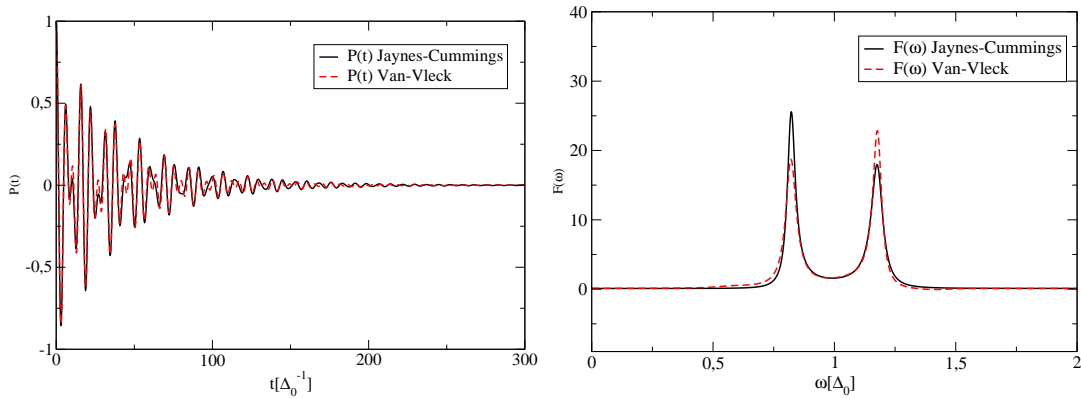 1
0,5
0
-0,5
-1
P(t)
P(t) Jaynes-Cummings
P(t) Van-Vleck
0
100
200
300
t[Δ₀⁻¹]
40
30
20
10
0
F(ω)
F(ω) Jaynes-Cummings
F(ω) Van-Vleck
0
0,5
1
1,5
2
ω[Δ₀]